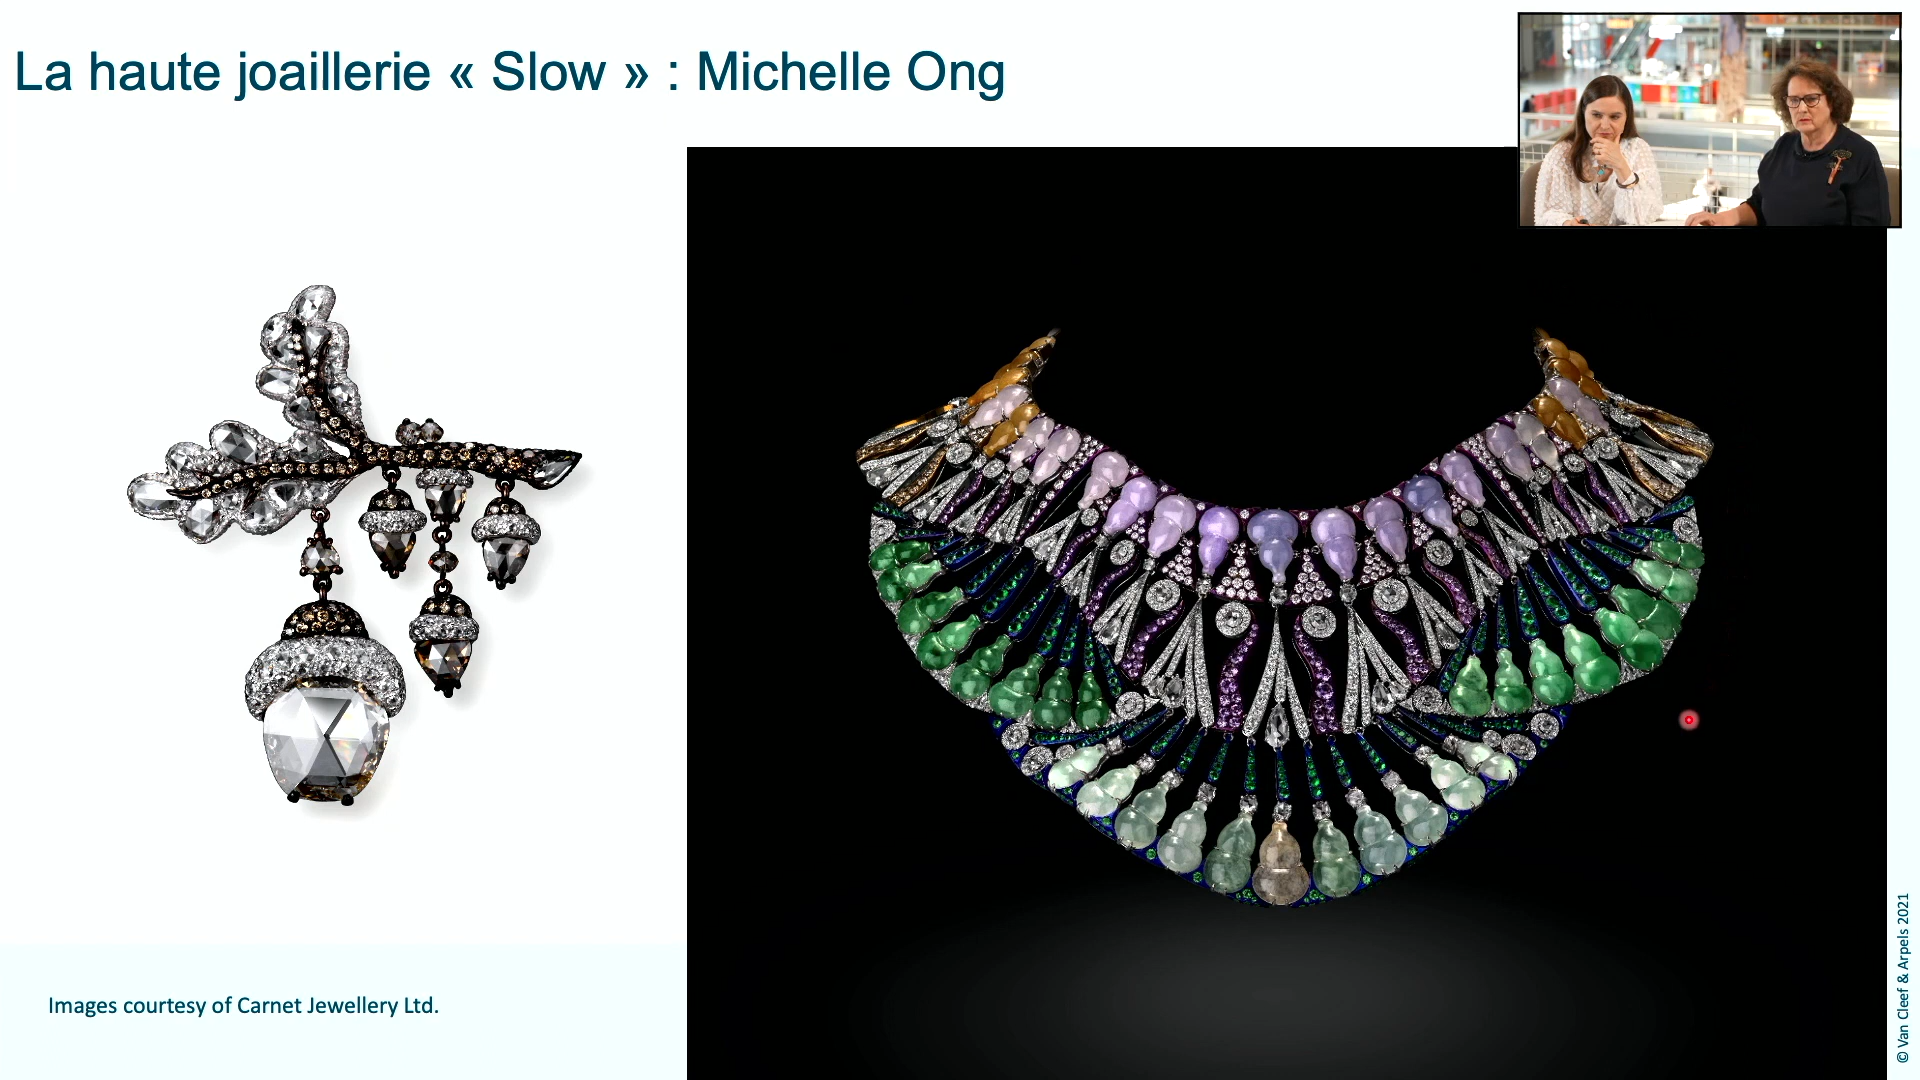 La haute joaillerie « Slow » : Michelle Ong
Images courtesy of Carnet Jewellery Ltd.
© Van Cleef & Arpels 2021